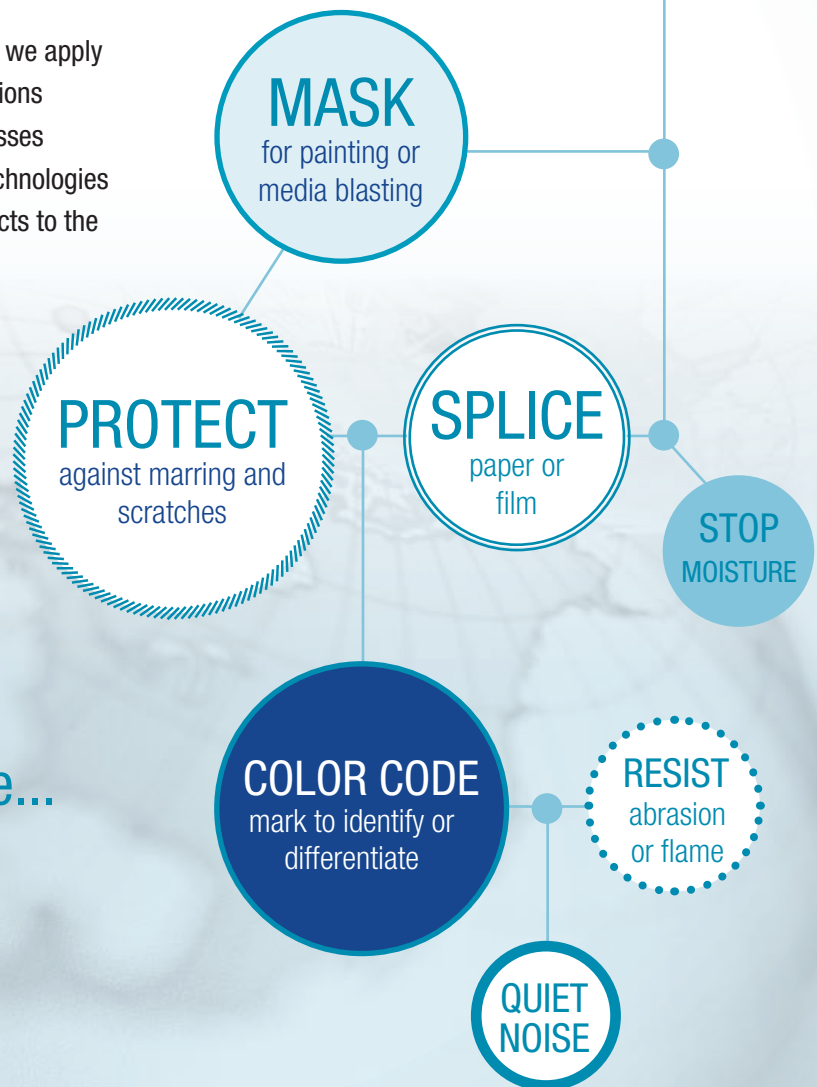 we apply
ions
sses
chnologies
cts to the
MASK
for painting or
media blasting
PROTECT
against marring and
scratches
SPLICE
paper or
film
STOP
MOISTURE
e...
COLOR CODE
mark to identify or
differentiate
RESIST
abrasion
or flame
QUIET
NOISE